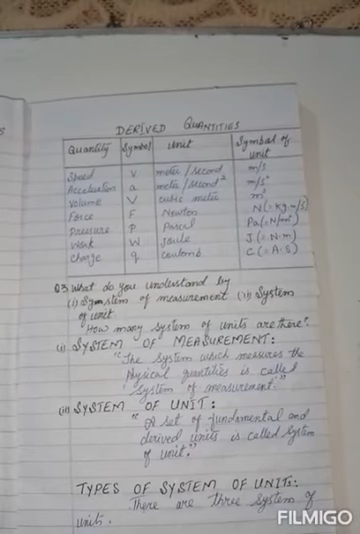 DERIVED QUANTITIES
Quantity Symbol Unit Symbol of unit
Speed V meter/second m/s
Acceleration a meter/second² m/s²
Volume V cubic meter m³
Force F Newton N(=Kg.m/s²)
Pressure P Pascal Pa(=N/m²)
Work W Joule J(=N.m)
Charge q coulomb C(=A.s)
Q3 What do you understand by
(i) System of measurement (ii) System
of unit.
How many system of units are there?
(i) SYSTEM OF MEASUREMENT:
"The system which measures the
physical quantities is called
system of measurement."
(ii) SYSTEM OF UNIT:
"A set of fundamental and
derived units is called system
of unit."
TYPES OF SYSTEM OF UNITS:
There are three system of
units.
FILMIGO